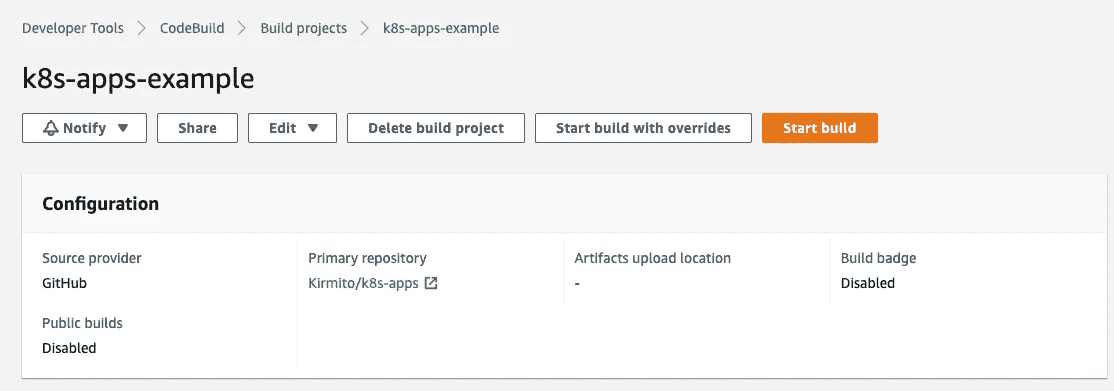 Developer Tools > CodeBuild > Build projects > k8s-apps-example
k8s-apps-example
Notify ▼ Share Edit ▼ Delete build project Start build with overrides Start build
Configuration
Source provider Primary repository Artifacts upload location Build badge
GitHub Kirmito/k8s-apps - Disabled
Public builds
Disabled